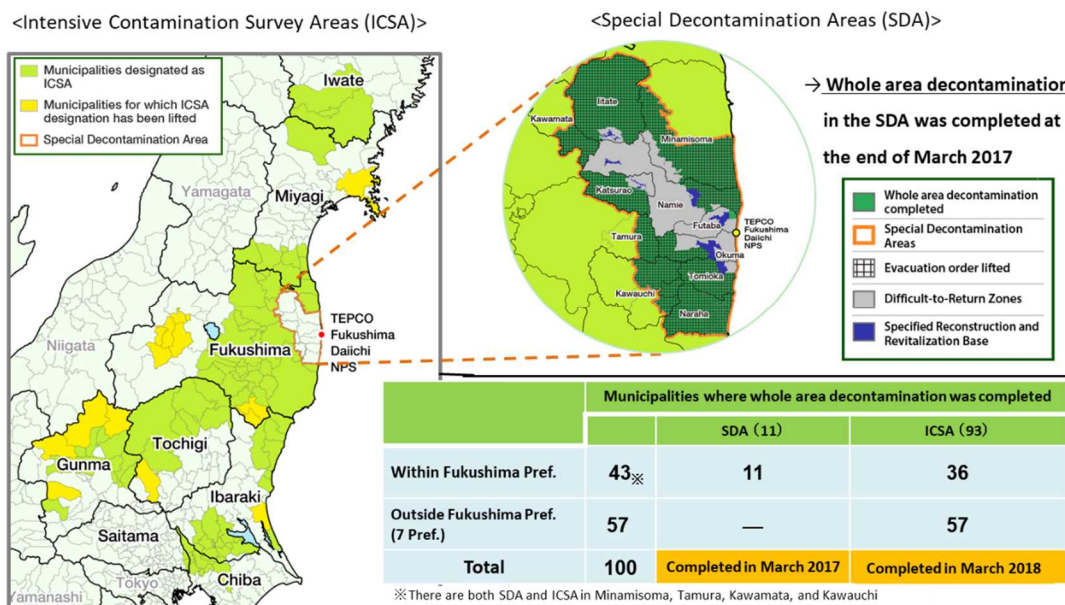 <Intensive Contamination Survey Areas (ICSA)>
<Special Decontamination Areas (SDA)>
Municipalities designated as
ICSA
Municipalities for which ICSA
designation has been lifted
Special Decontamination Area
Iwate
Yamagata
Miyagi
Niigata
Fukushima
TEPCO
Fukushima
Daiichi
NPS
Tochigi
Gunma
Ibaraki
Saitama
Tokyo
Yamanashi
Chiba
Iitate
Kawamata
Minamisoma
Katsurao
Namie
Futaba
Tamura
Okuma
Tomioka
Kawauchi
Naraha
TEPCO
Fukushima
Daiichi
NPS
→ Whole area decontamination
in the SDA was completed at
the end of March 2017
Whole area decontamination
completed
Special Decontamination
Areas
Evacuation order lifted
Difficult-to-Return Zones
Specified Reconstruction and
Revitalization Base
Municipalities where whole area decontamination was completed
SDA (11) ICSA (93)
Within Fukushima Pref. 43※ 11 36
Outside Fukushima Pref.
(7 Pref.) 57 — 57
Total 100 Completed in March 2017 Completed in March 2018
※There are both SDA and ICSA in Minamisoma, Tamura, Kawamata, and Kawauchi